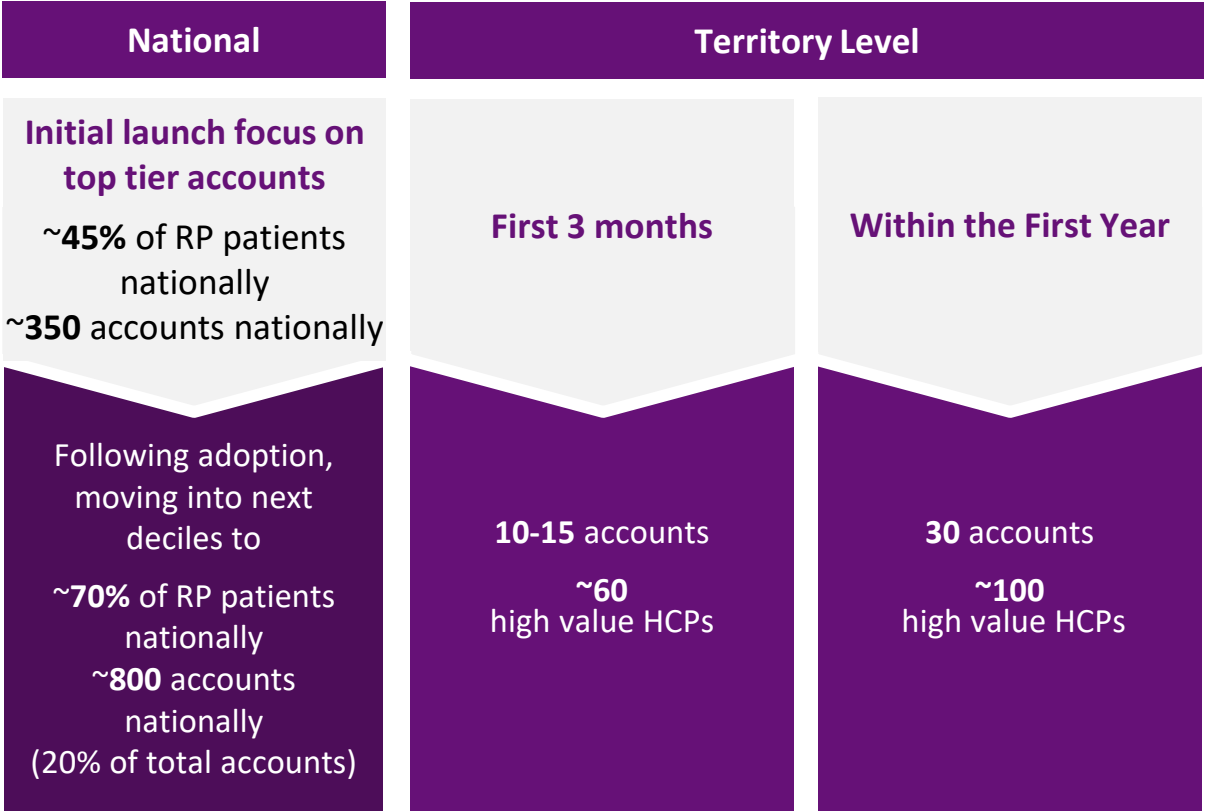 National
Territory Level
Initial launch focus on
top tier accounts
~45% of RP patients
nationally
~350 accounts nationally
First 3 months
Within the First Year
Following adoption,
moving into next
deciles to
~70% of RP patients
nationally
~800 accounts
nationally
(20% of total accounts)
10-15 accounts
~60
high value HCPs
30 accounts
~100
high value HCPs